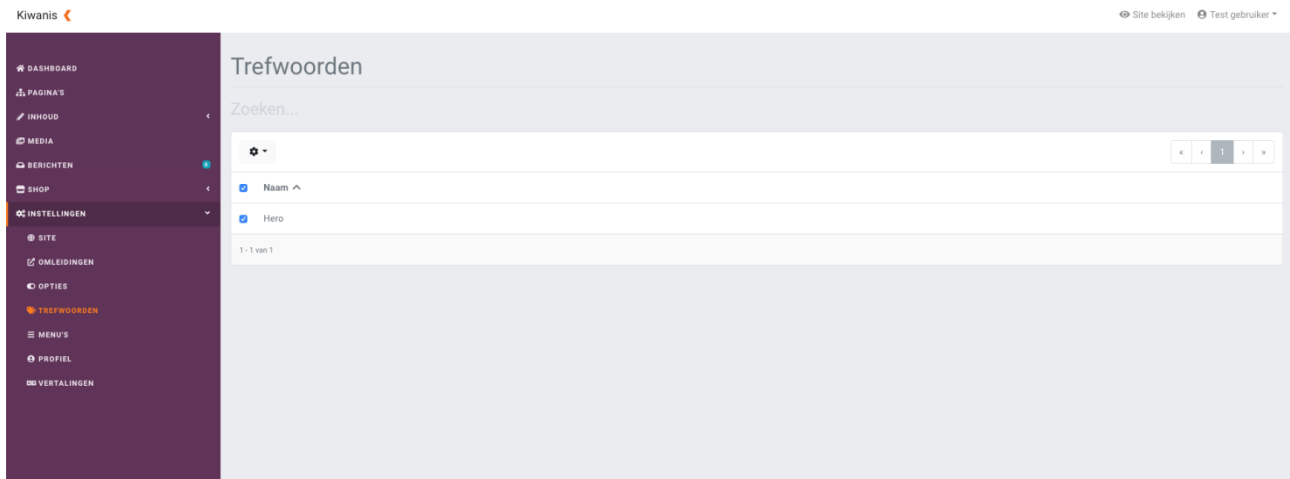 Kiwanis
Site bekijken
Test gebruiker
DASHBOARD
PAGINA'S
INHOUD
MEDIA
BERICHTEN
SHOP
INSTELLINGEN
SITE
OMLEIDINGEN
OPTIES
TREFWOORDEN
MENU'S
PROFIEL
VERTALINGEN
Trefwoorden
Zoeken...
« ‹ 1 › »
Naam
Hero
1 - 1 van 1